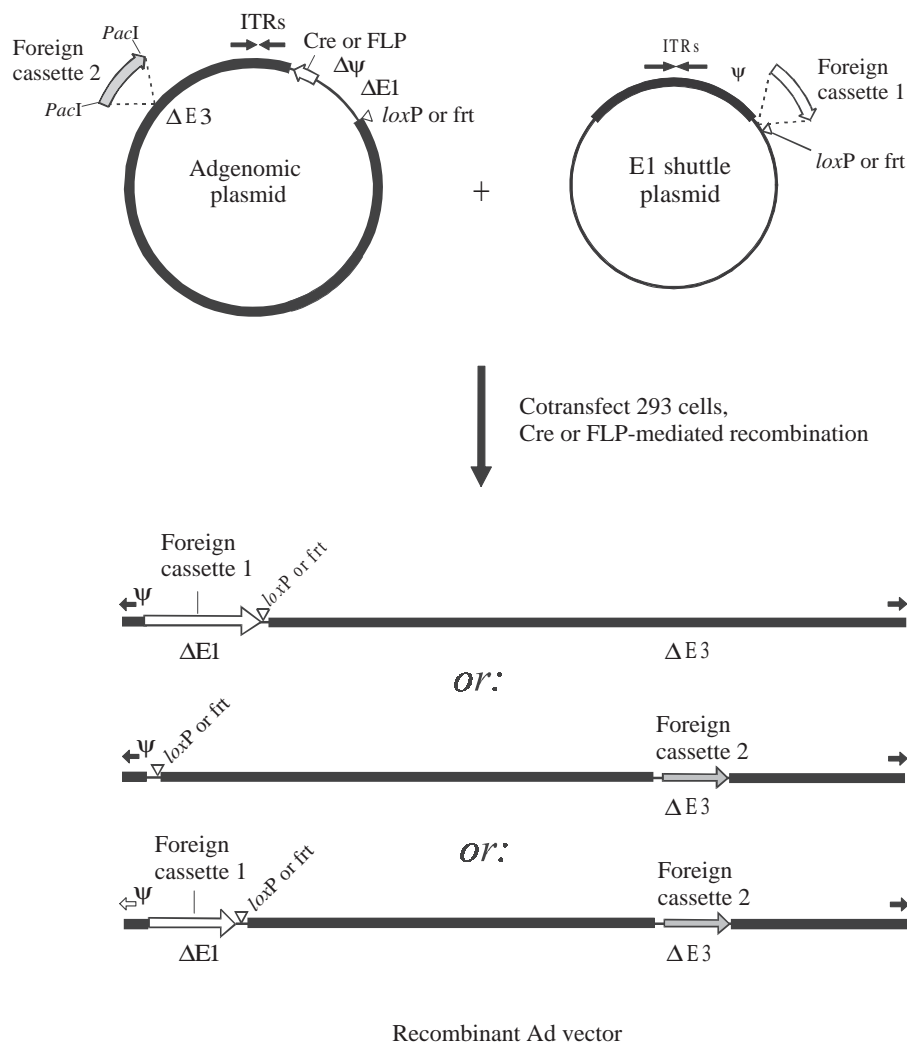 ITRs
PacI
Cre or FLP
Foreign
cassette 2
Δψ
ΔE1
PacI
ΔE3
loxP or frt
Adgenomic
plasmid
+
ITRs
ψ
Foreign
cassette 1
loxP or frt
E1 shuttle
plasmid
Cotransfect 293 cells,
Cre or FLP-mediated recombination
Foreign
cassette 1
loxP or frt
ψ
ΔE1
ΔE3
or:
loxP or frt
ψ
Foreign
cassette 2
ΔE3
or:
Foreign
cassette 1
loxP or frt
ψ
Foreign
cassette 2
ΔE1
ΔE3
Recombinant Ad vector